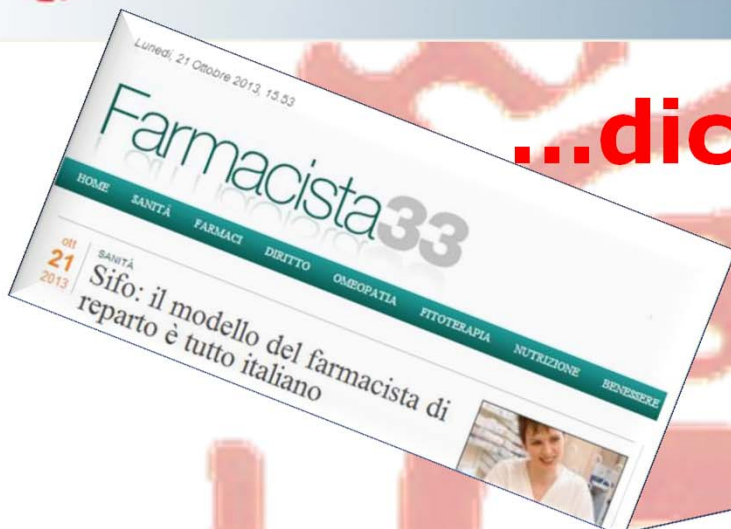 Lunedì, 21 Ottobre 2013, 15.53
...dic
Farmacista33
HOME SANITÀ FARMACI DIRITTO OMEOPATIA FITOTERAPIA NUTRIZIONE BENESSERE
ott
21
2013
SANITÀ
Sifo: il modello del farmacista di
reparto è tutto italiano